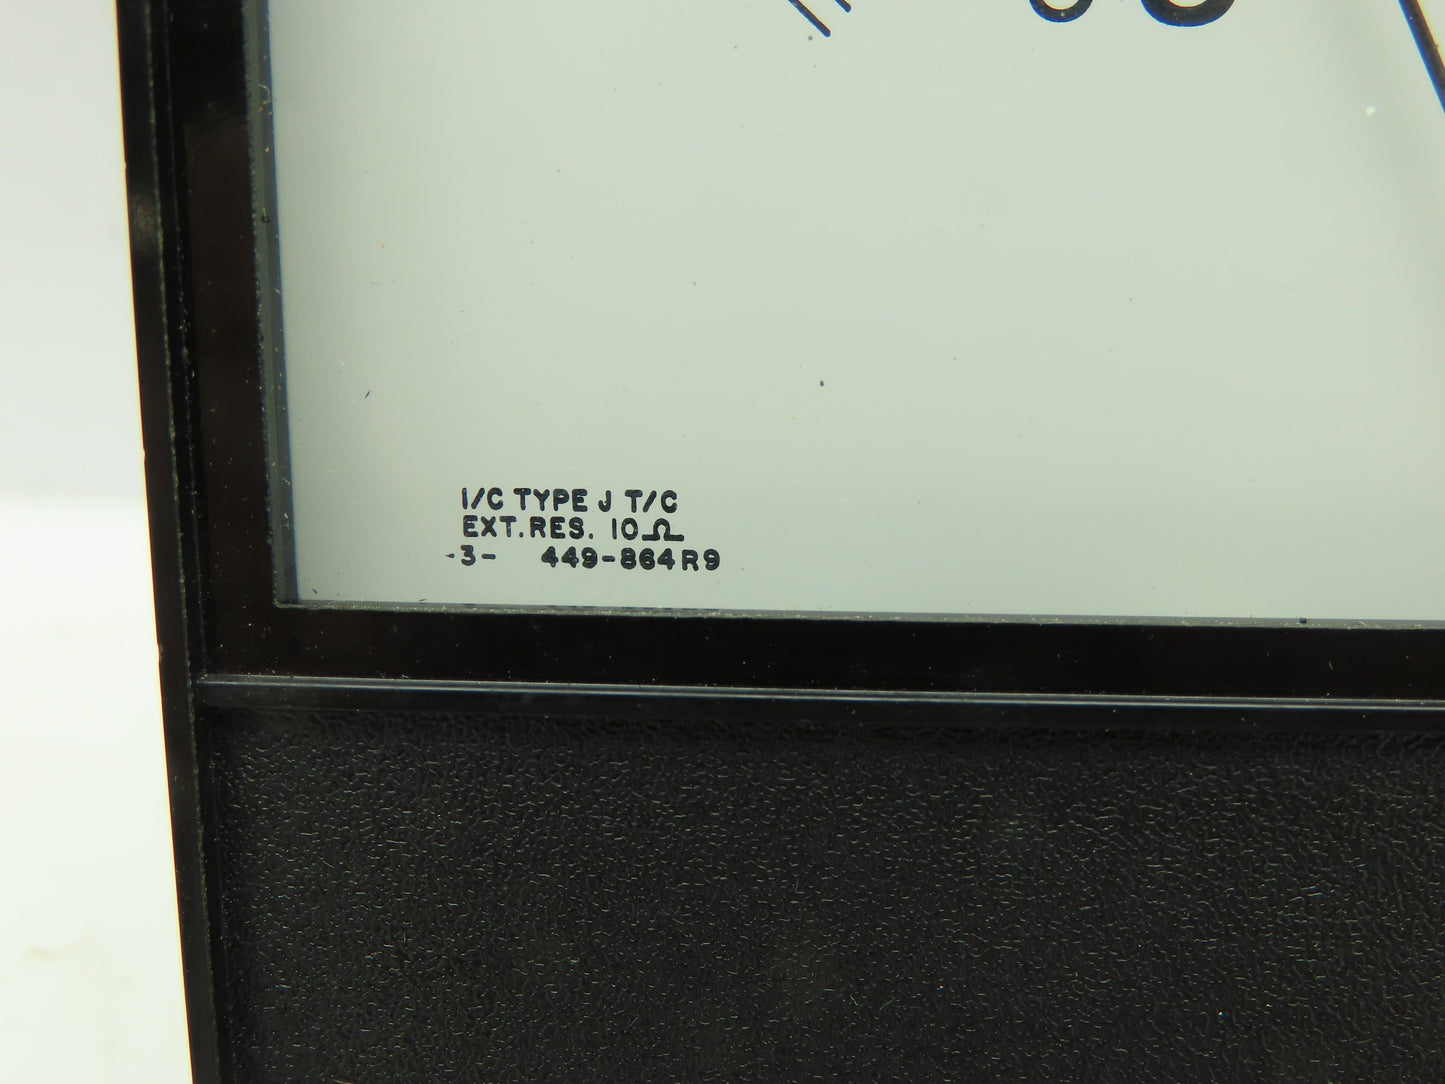 I/C TYPE J T/C
EXT. RES. 10Ω
-3- 449-864R9